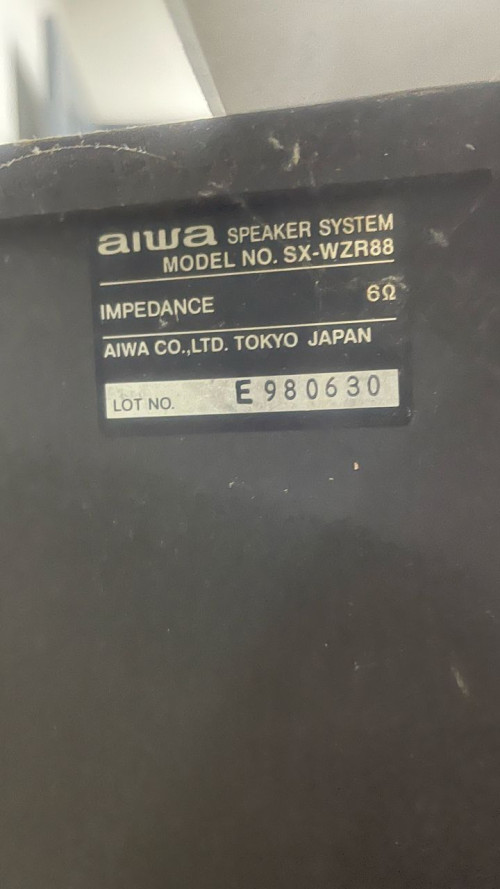 aiwa SPEAKER SYSTEM
MODEL NO. SX-WZR88
IMPEDANCE 6Ω
AIWA CO.,LTD. TOKYO JAPAN
LOT NO. E980630